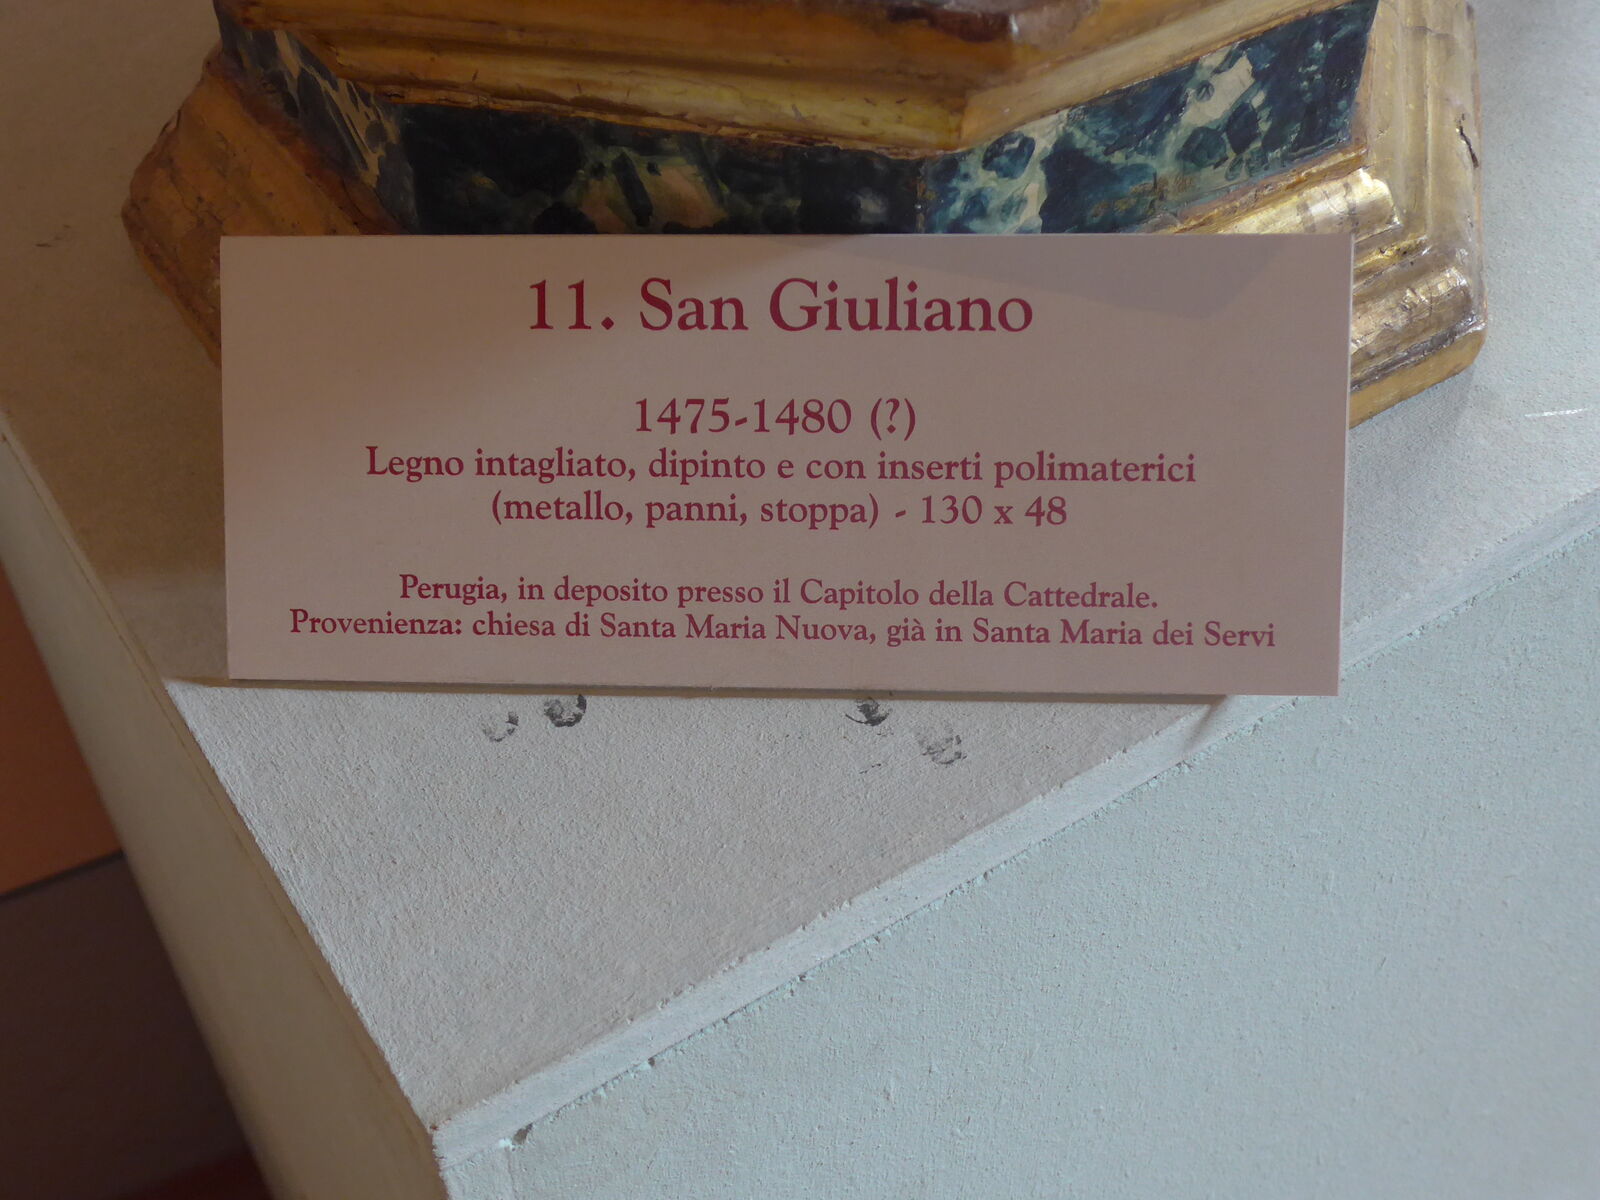 11. San Giuliano
1475-1480 (?)
Legno intagliato, dipinto e con inserti polimaterici
(metallo, panni, stoppa) - 130 x 48
Perugia, in deposito presso il Capitolo della Cattedrale.
Provenienza: chiesa di Santa Maria Nuova, già in Santa Maria dei Servi